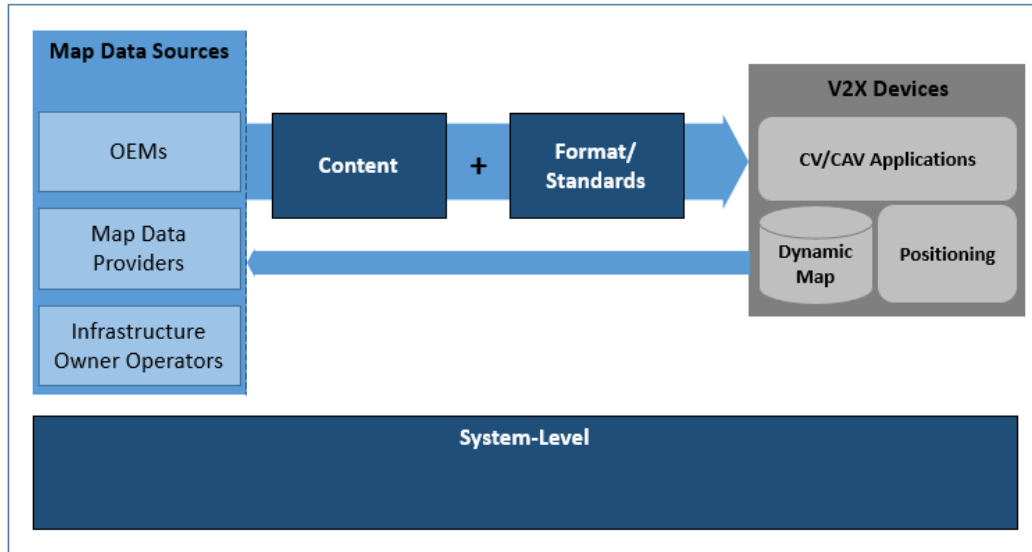 Map Data Sources
OEMs
Map Data
Providers
Infrastructure
Owner Operators
Content
+
Format/
Standards
V2X Devices
CV/CAV Applications
Dynamic
Map
Positioning
System-Level